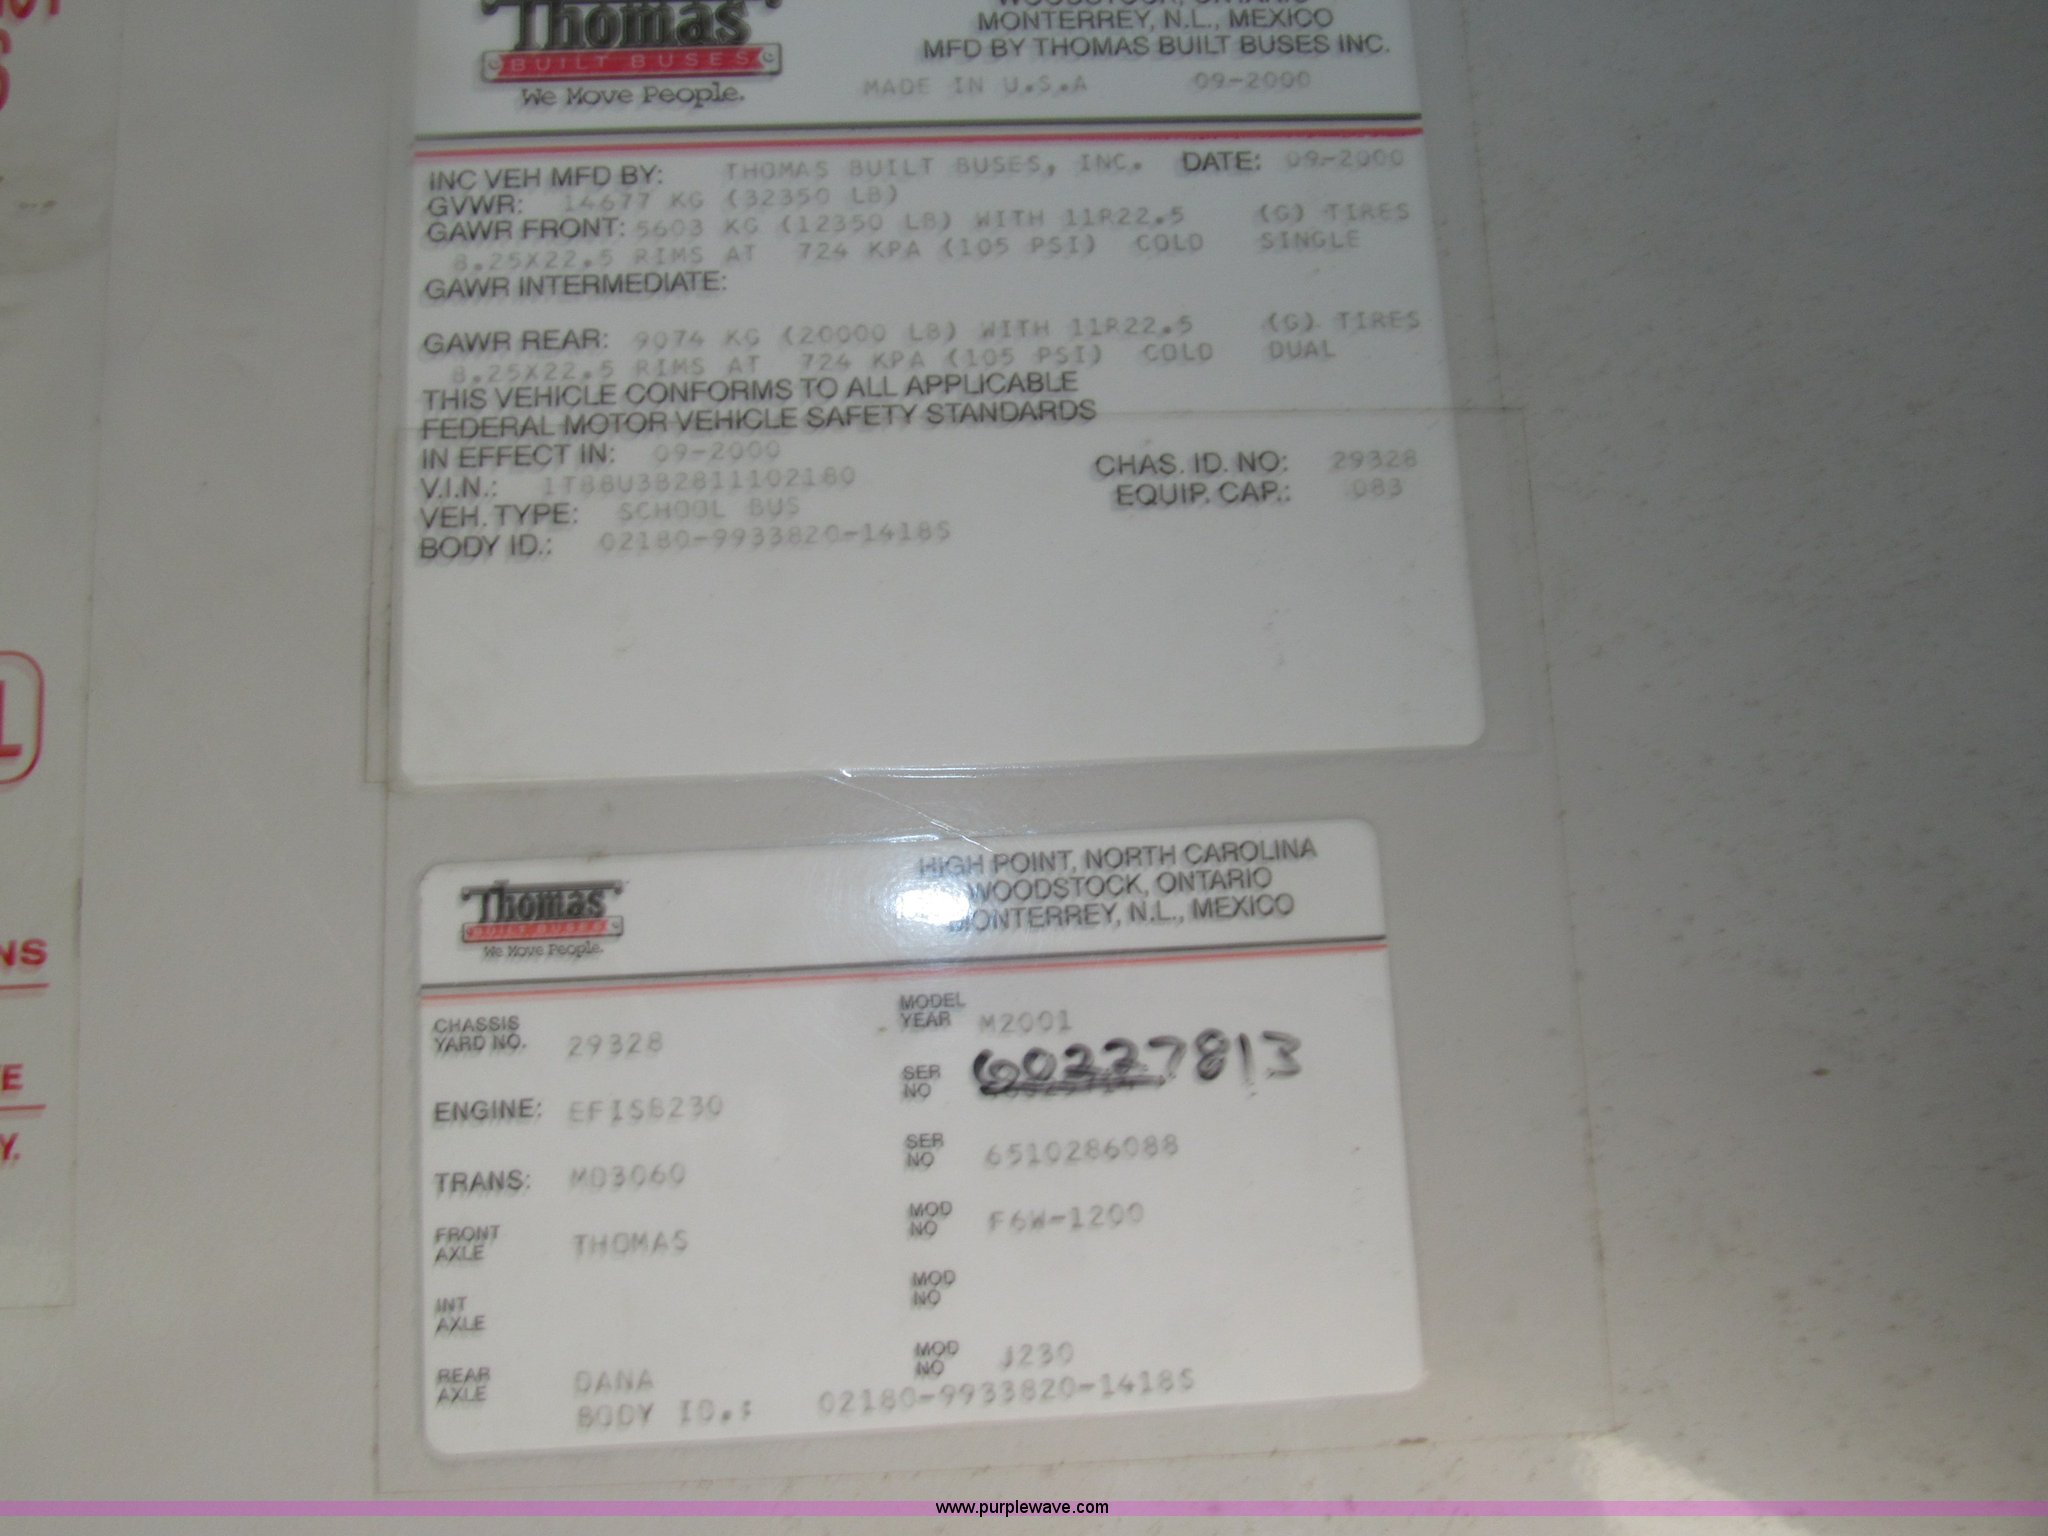 Thomas
BUILT BUSES
We Move People.
WOODSTOCK, ONTARIO
MONTERREY, N.L., MEXICO
MFD BY THOMAS BUILT BUSES INC.
MADE IN U.S.A 09-2000
INC VEH MFD BY: THOMAS BUILT BUSES, INC. DATE: 09-2000
GVWR: 14677 KG (32350 LB)
GAWR FRONT: 5603 KG (12350 LB) WITH 11R22.5 (G) TIRES
8.25X22.5 RIMS AT 724 KPA (105 PSI) COLD SINGLE
GAWR INTERMEDIATE:
GAWR REAR: 9074 KG (20000 LB) WITH 11R22.5 (G) TIRES
8.25X22.5 RIMS AT 724 KPA (105 PSI) COLD DUAL
THIS VEHICLE CONFORMS TO ALL APPLICABLE
FEDERAL MOTOR VEHICLE SAFETY STANDARDS
IN EFFECT IN: 09-2000
V.I.N.: 1T88U3B2811102180
CHAS. ID. NO: 29328
VEH. TYPE: SCHOOL BUS
EQUIP. CAP.: 083
BODY ID.: 02180-9933820-1418S
Thomas
BUILT BUSES
We Move People.
HIGH POINT, NORTH CAROLINA
WOODSTOCK, ONTARIO
MONTERREY, N.L., MEXICO
CHASSIS YARD NO. 29328 MODEL YEAR M2001
ENGINE: EFISB230 SER NO 60227813
TRANS: MD3060 SER NO 6510286088
FRONT AXLE THOMAS MOD NO F6W-1200
INT AXLE MOD NO
REAR AXLE DANA MOD NO J230
BODY ID.: 02180-9933820-1418S
NS
E
Y.
www.purplewave.com